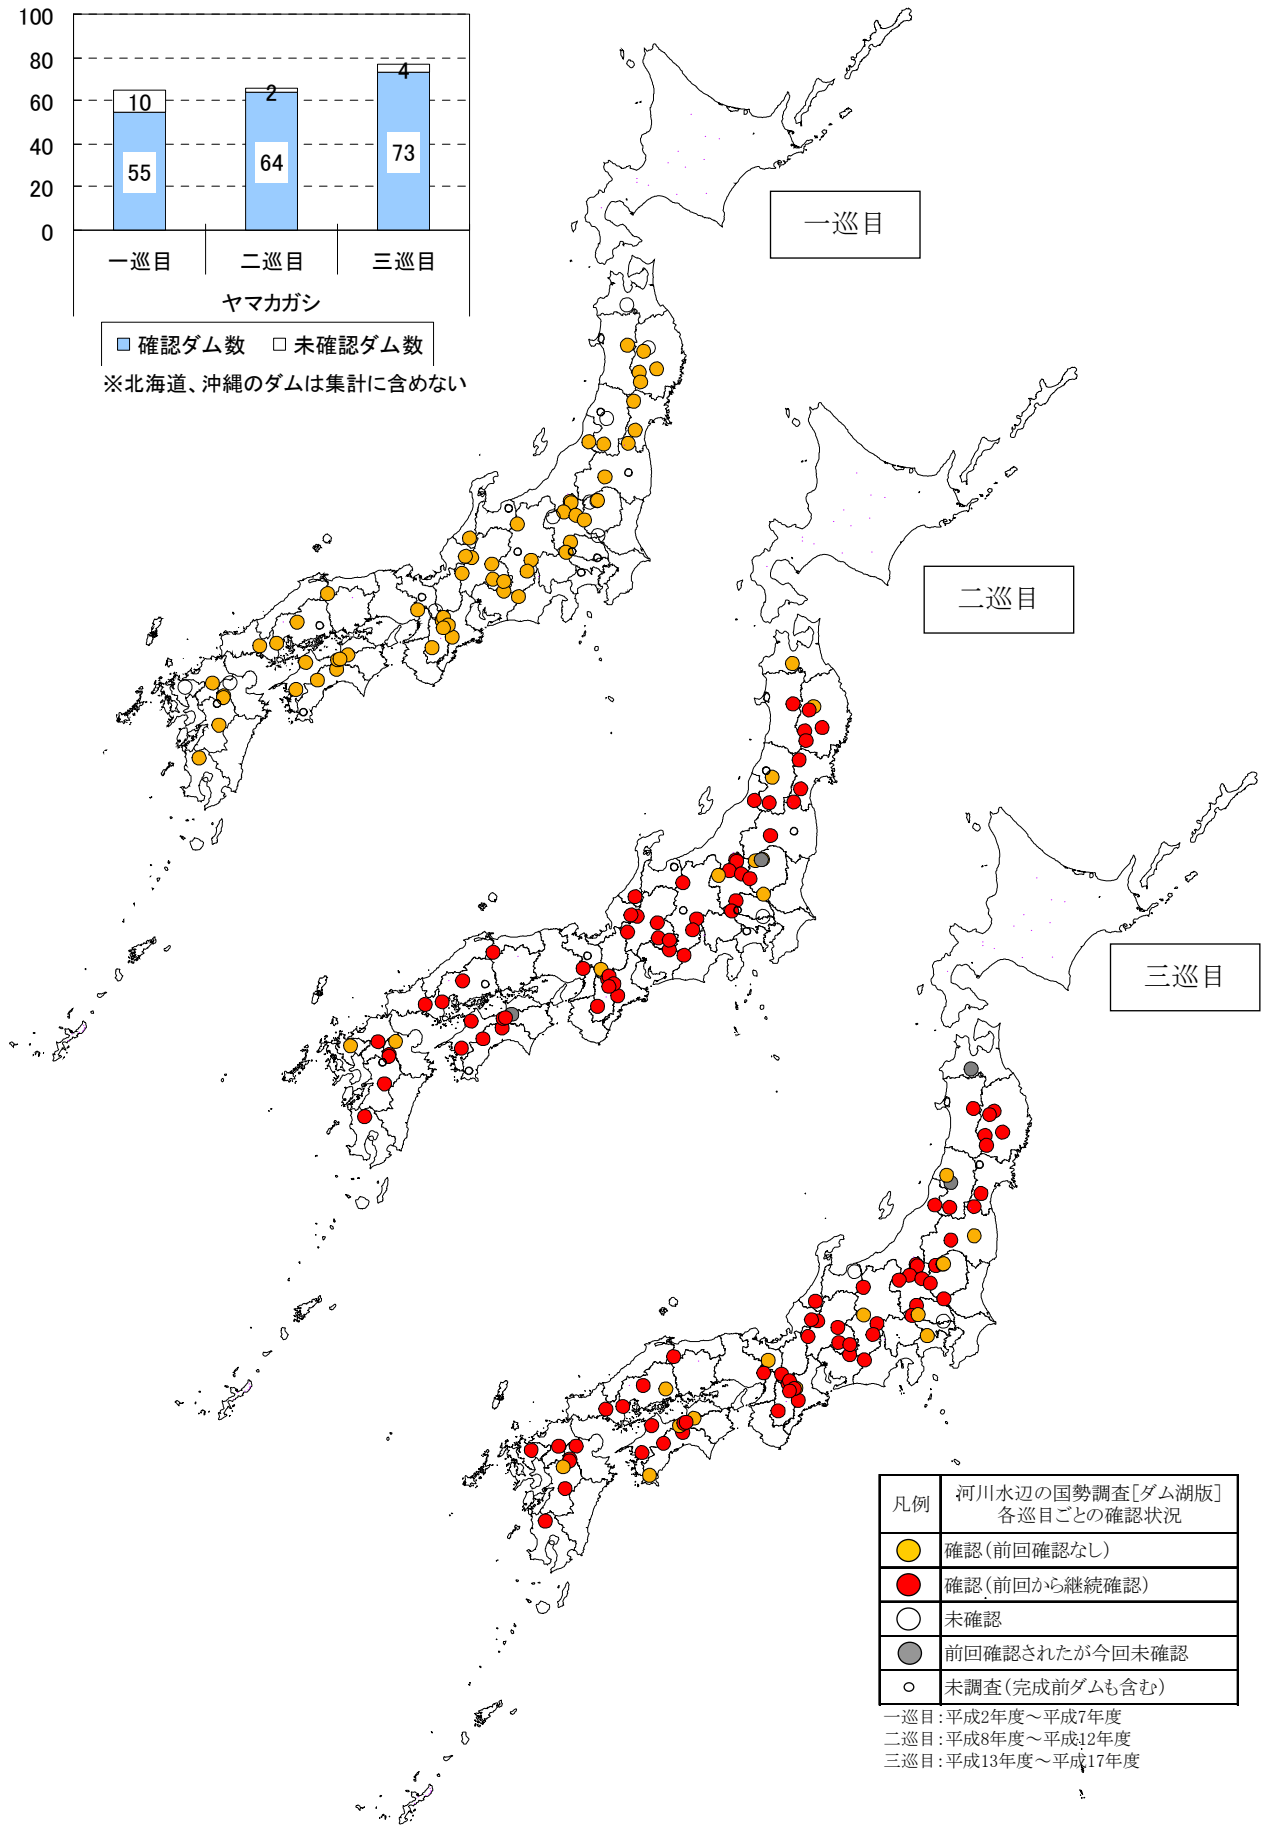 100
80
60
40
20
0
10
55
2
64
4
73
一巡目
二巡目
三巡目
ヤマカガシ
確認ダム数
未確認ダム数
※北海道、沖縄のダムは集計に含めない
一巡目
二巡目
三巡目
凡例
河川水辺の国勢調査[ダム湖版]
各巡目ごとの確認状況
確認(前回確認なし)
確認(前回から継続確認)
未確認
前回確認されたが今回未確認
未調査(完成前ダムも含む)
一巡目:平成2年度~平成7年度
二巡目:平成8年度~平成12年度
三巡目:平成13年度~平成17年度